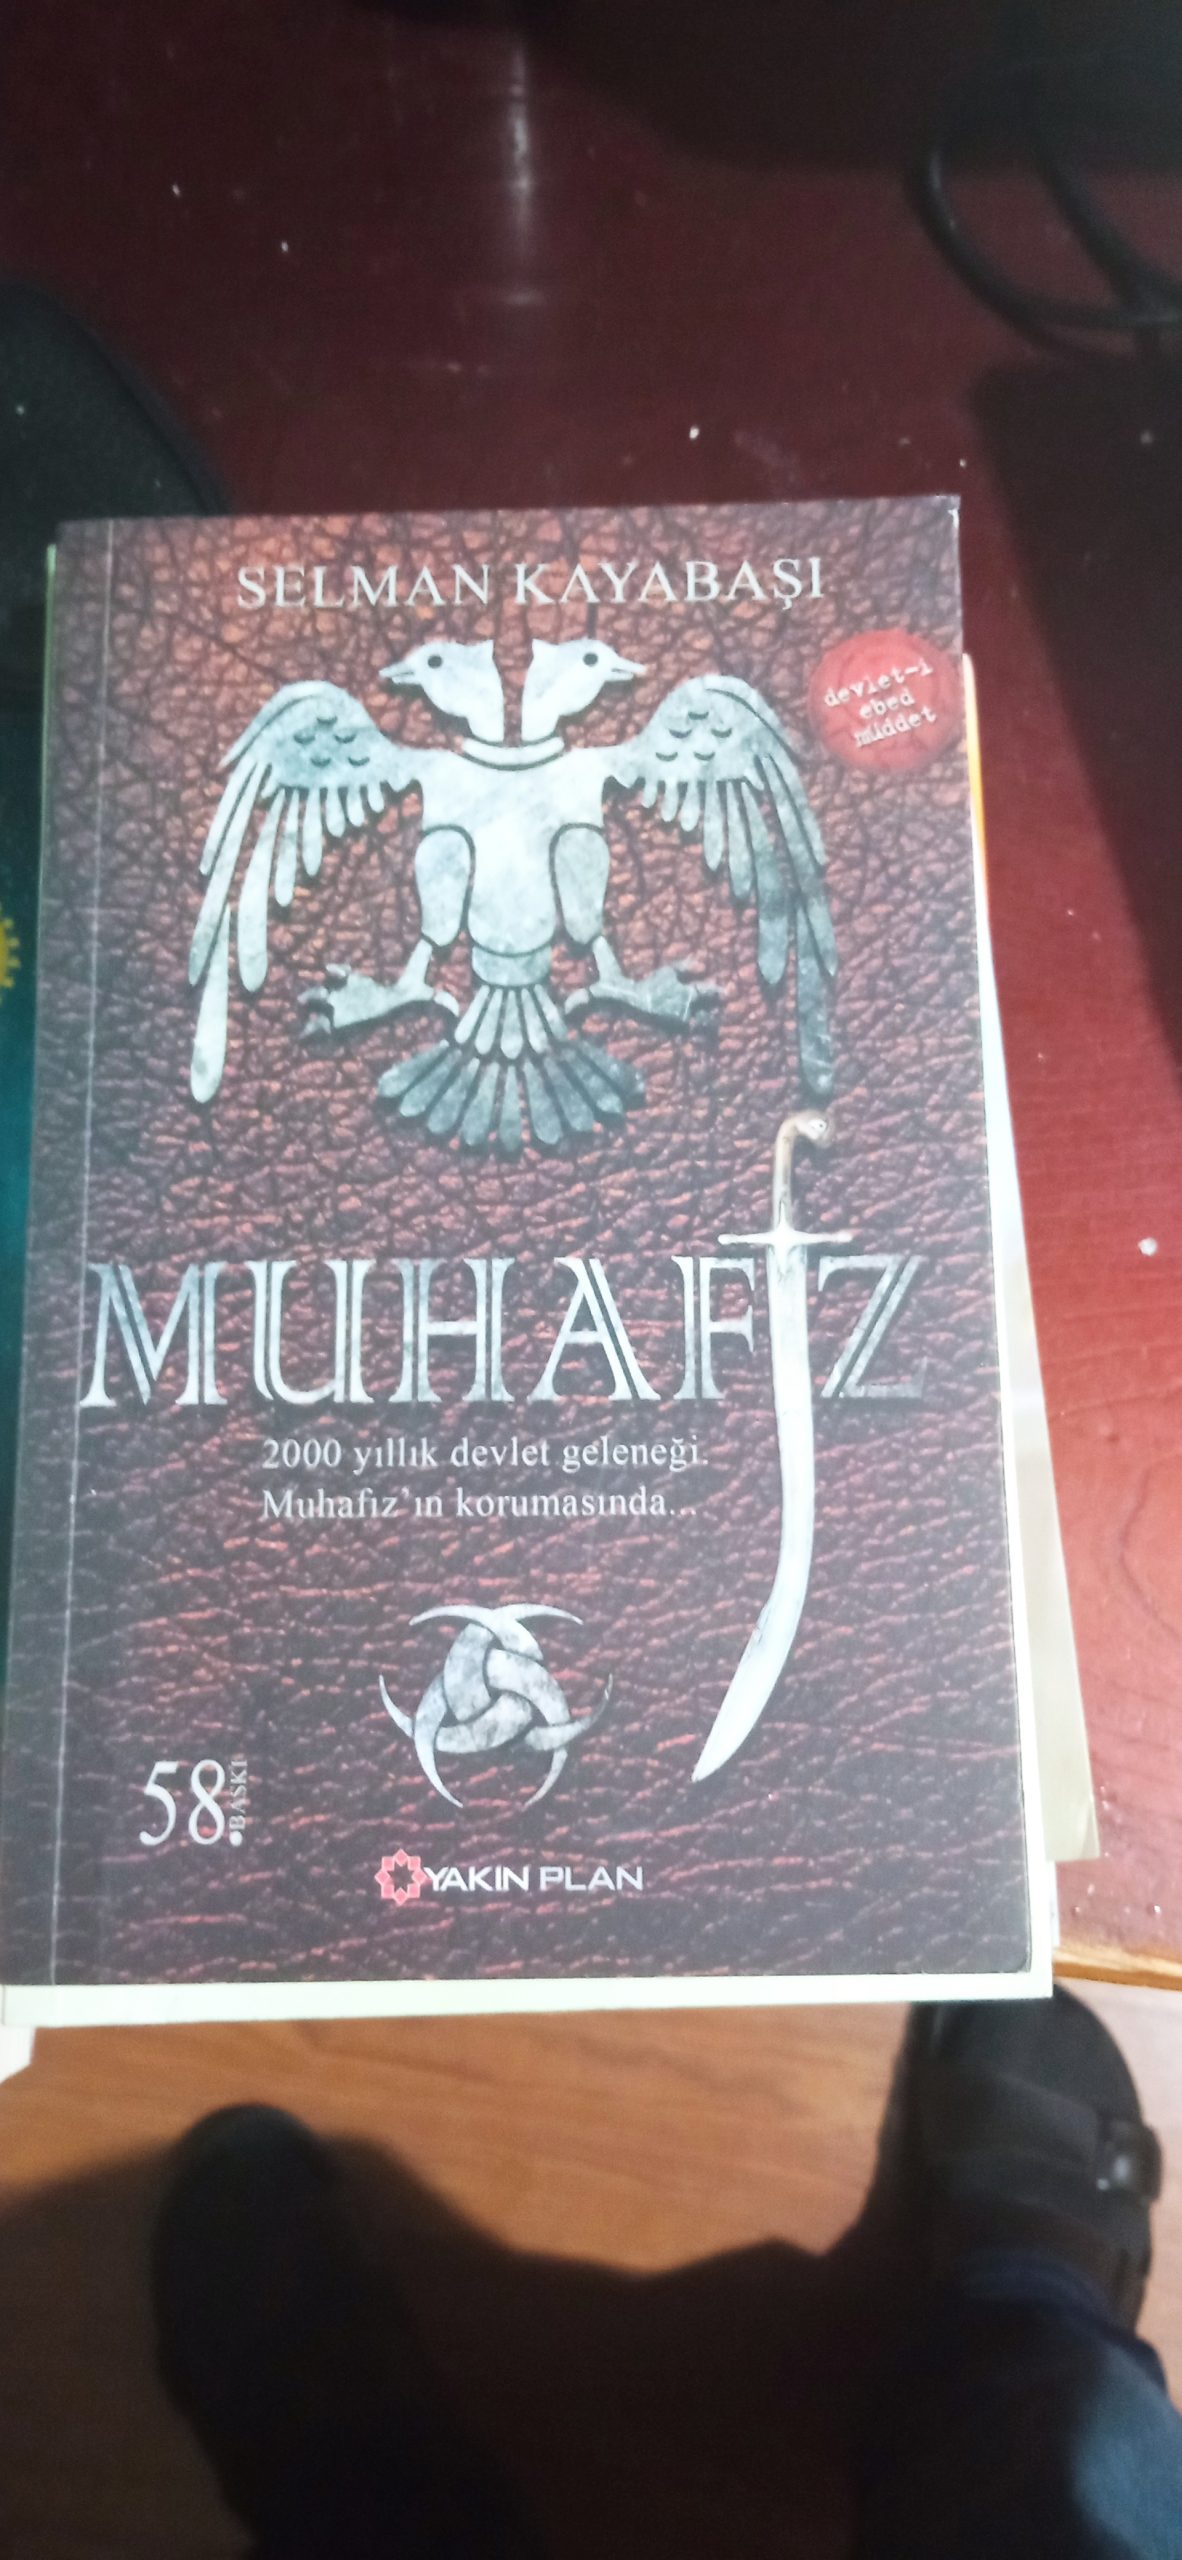 SELMAN KAYABAŞI
devlet-i
ebed
müddet
MUHAFIZ
2000 yıllık devlet geleneği.
Muhafız'ın korumasında...
58.
BASKI
YAKIN PLAN